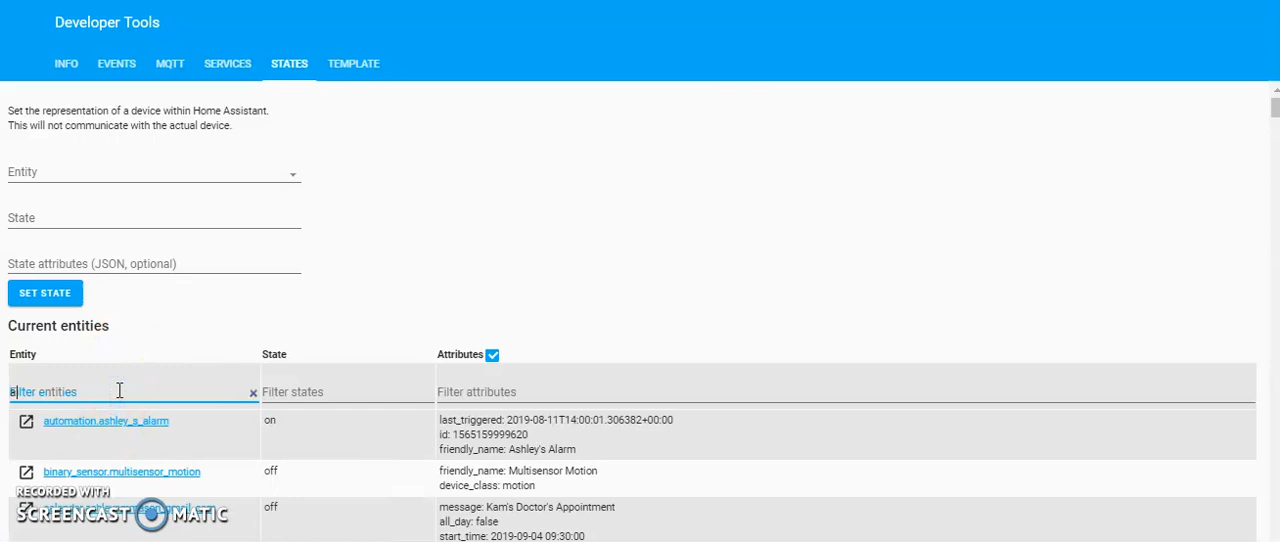 Developer Tools
INFO EVENTS MQTT SERVICES STATES TEMPLATE
Set the representation of a device within Home Assistant.
This will not communicate with the actual device.
Entity
State
State attributes (JSON, optional)
SET STATE
Current entities
Entity State Attributes
Filter entities Filter states Filter attributes
automation.ashley_s_alarm on last_triggered: 2019-08-11T14:00:01.306382+00:00
id: 1565159999620
friendly_name: Ashley's Alarm
binary_sensor.multisensor_motion off friendly_name: Multisensor Motion
device_class: motion
RECORDED WITH
SCREENCAST MATIC
off message: Kam's Doctor's Appointment
all_day: false
start_time: 2019-09-04 09:30:00